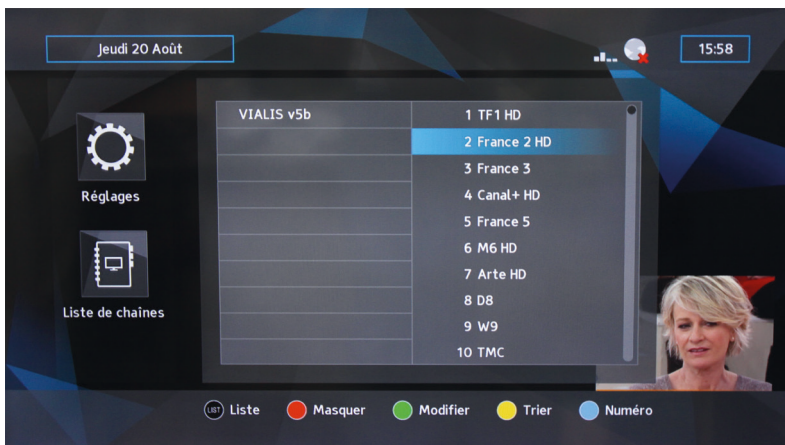 Jeudi 20 Août
15:58
Réglages
Liste de chaînes
VIALIS v5b
1 TF1 HD
2 France 2 HD
3 France 3
4 Canal+ HD
5 France 5
6 M6 HD
7 Arte HD
8 D8
9 W9
10 TMC
LIST Liste
Masquer
Modifier
Trier
Numéro